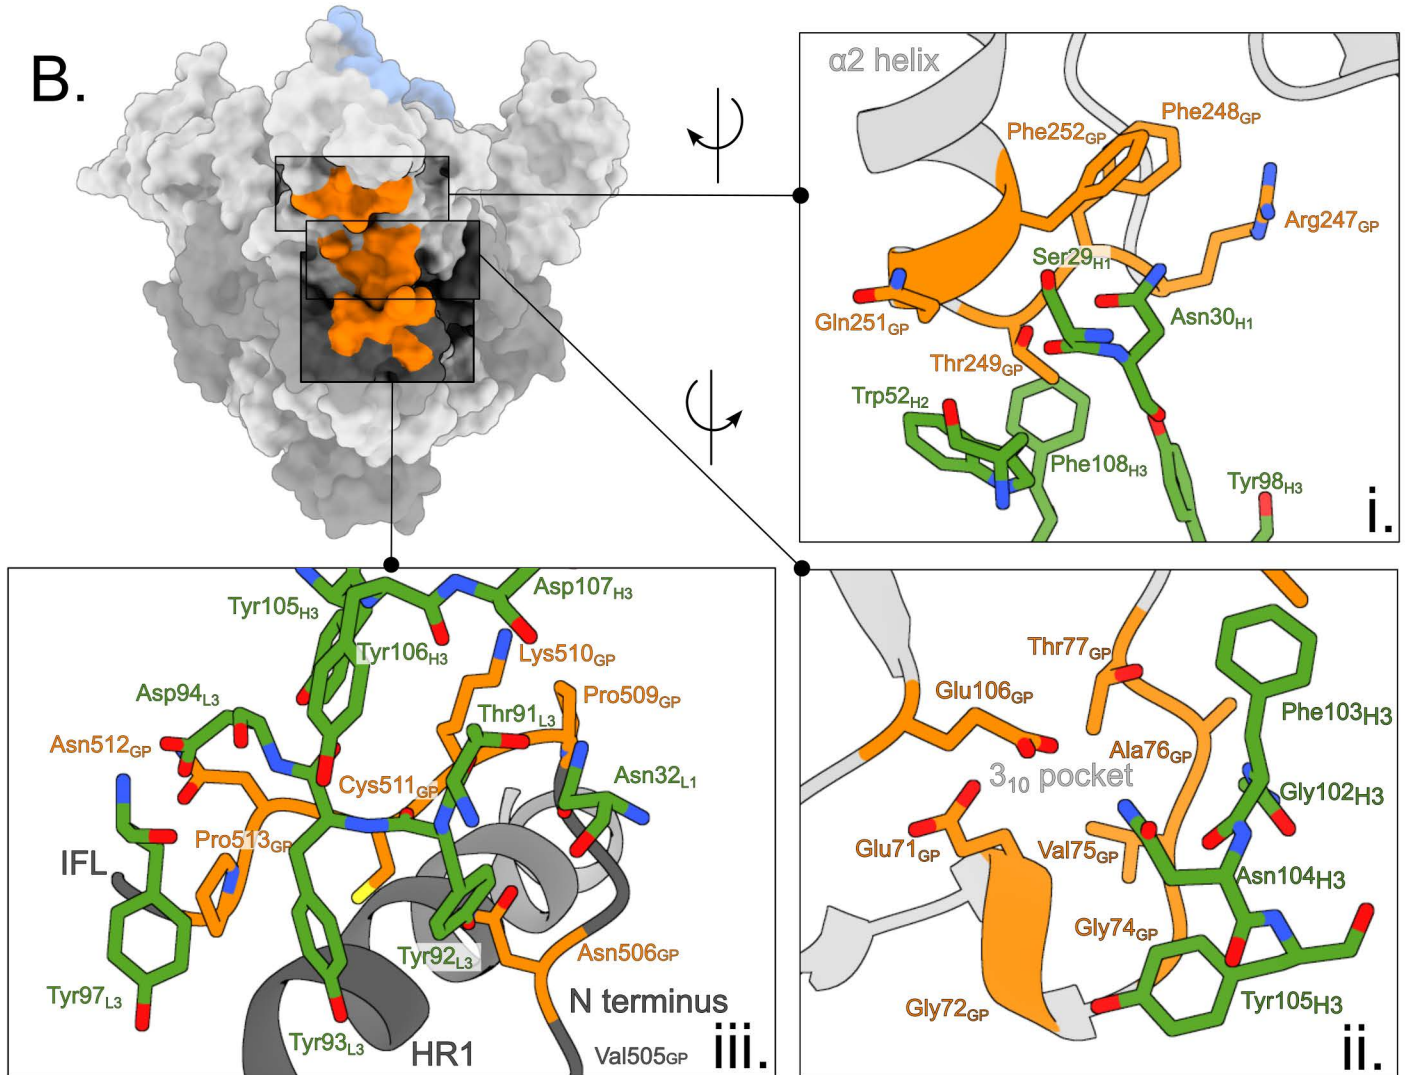 B.
α2 helix
Phe248GP
Phe252GP
Arg247GP
Ser29H1
Gln251GP
Asn30H1
Thr249GP
Trp52H2
Phe108H3
Tyr98H3
i.
Asp107H3
Tyr105H3
Tyr106H3
Lys510GP
Asp94L3
Pro509GP
Thr91L3
Asn512GP
Cys511GP
Asn32L1
Pro513GP
IFL
Tyr92L3
Asn506GP
Tyr97L3
N terminus
Tyr93L3
HR1
Val505GP
iii.
Thr77GP
Glu106GP
Phe103H3
Ala76GP
310 pocket
Gly102H3
Glu71GP
Val75GP
Asn104H3
Gly74GP
Gly72GP
Tyr105H3
ii.